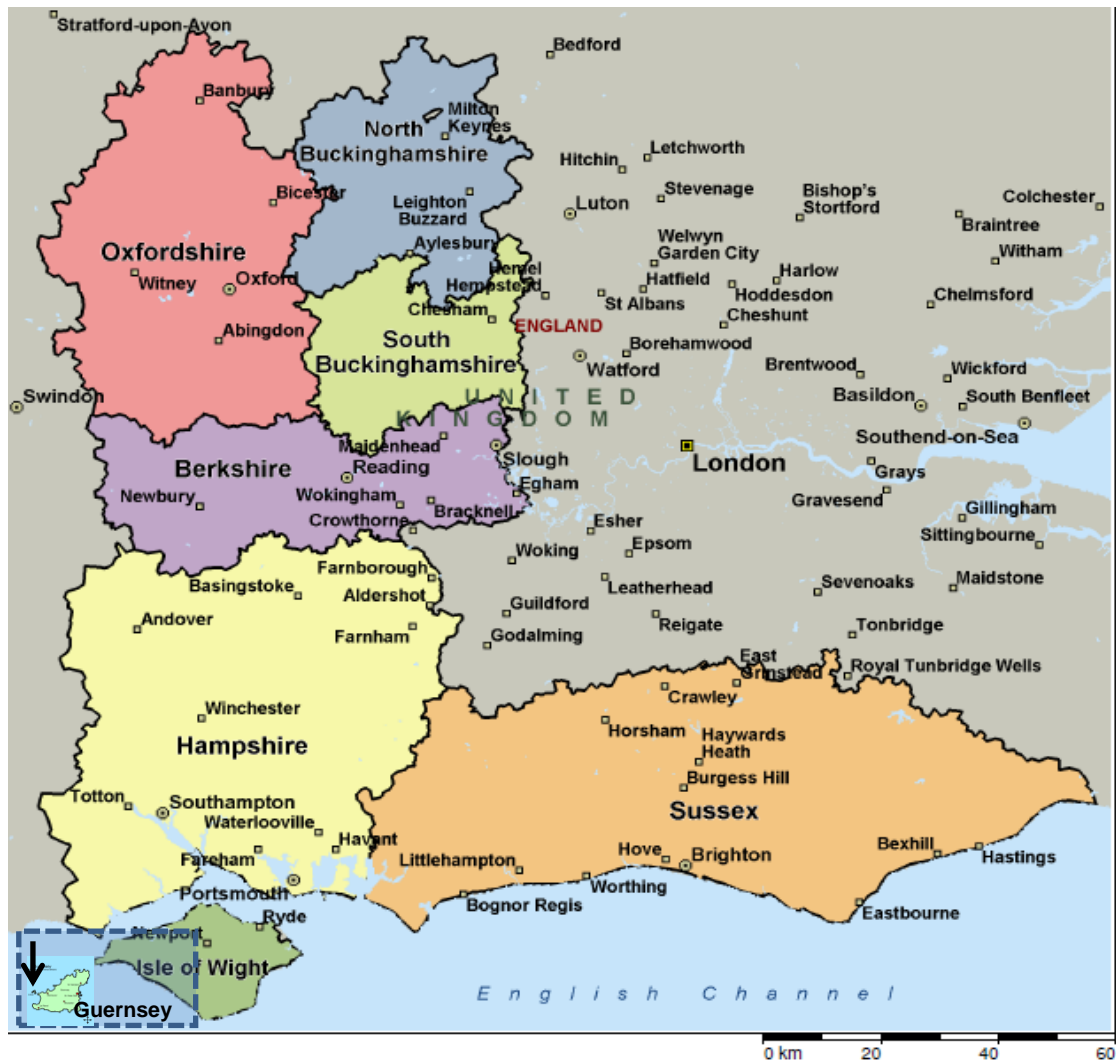 Stratford-upon-Avon
Bedford
Banbury
Milton
Keynes
North
Buckinghamshire
Hitchin
Letchworth
Stevenage
Bishop's
Stortford
Colchester
Bicester
Leighton
Buzzard
Luton
Braintree
Oxfordshire
Aylesbury
Welwyn
Garden City
Witham
Witney
Oxford
Hemel
Hempstead
Hatfield
Harlow
St Albans
Hoddesdon
Chelmsford
Chesham
Cheshunt
ENGLAND
Abingdon
South
Buckinghamshire
Borehamwood
Watford
Brentwood
Wickford
Swindon
UNITED
KINGDOM
Basildon
South Benfleet
Maidenhead
Southend-on-Sea
Berkshire
Reading
Slough
London
Grays
Newbury
Wokingham
Egham
Gravesend
Bracknell
Gillingham
Crowthorne
Esher
Sittingbourne
Woking
Epsom
Farnborough
Basingstoke
Aldershot
Leatherhead
Sevenoaks
Maidstone
Andover
Farnham
Guildford
Reigate
Tonbridge
Godalming
East
Grinstead
Royal Tunbridge Wells
Crawley
Winchester
Hampshire
Horsham
Haywards
Heath
Burgess Hill
Totton
Southampton
Sussex
Waterlooville
Havant
Fareham
Littlehampton
Hove
Brighton
Bexhill
Hastings
Portsmouth
Worthing
Bognor Regis
Eastbourne
Ryde
Newport
Isle of Wight
Guernsey
English Channel
0 km 20 40 60